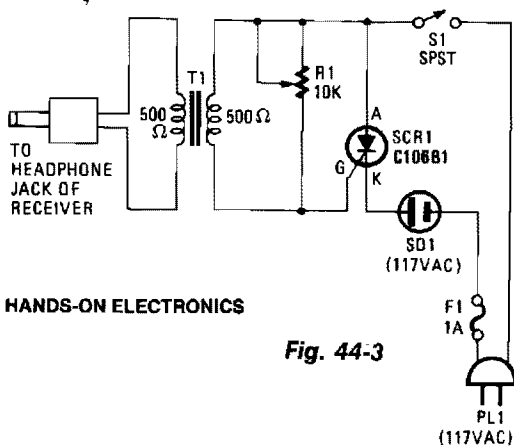 S1
SPST
T1
R1
10K
500
Ω
500Ω
A
SCR1
C106B1
G
K
TO
HEADPHONE
JACK OF
RECEIVER
SD1
(117VAC)
HANDS-ON ELECTRONICS
F1
1A
Fig. 44-3
PL1
(117VAC)